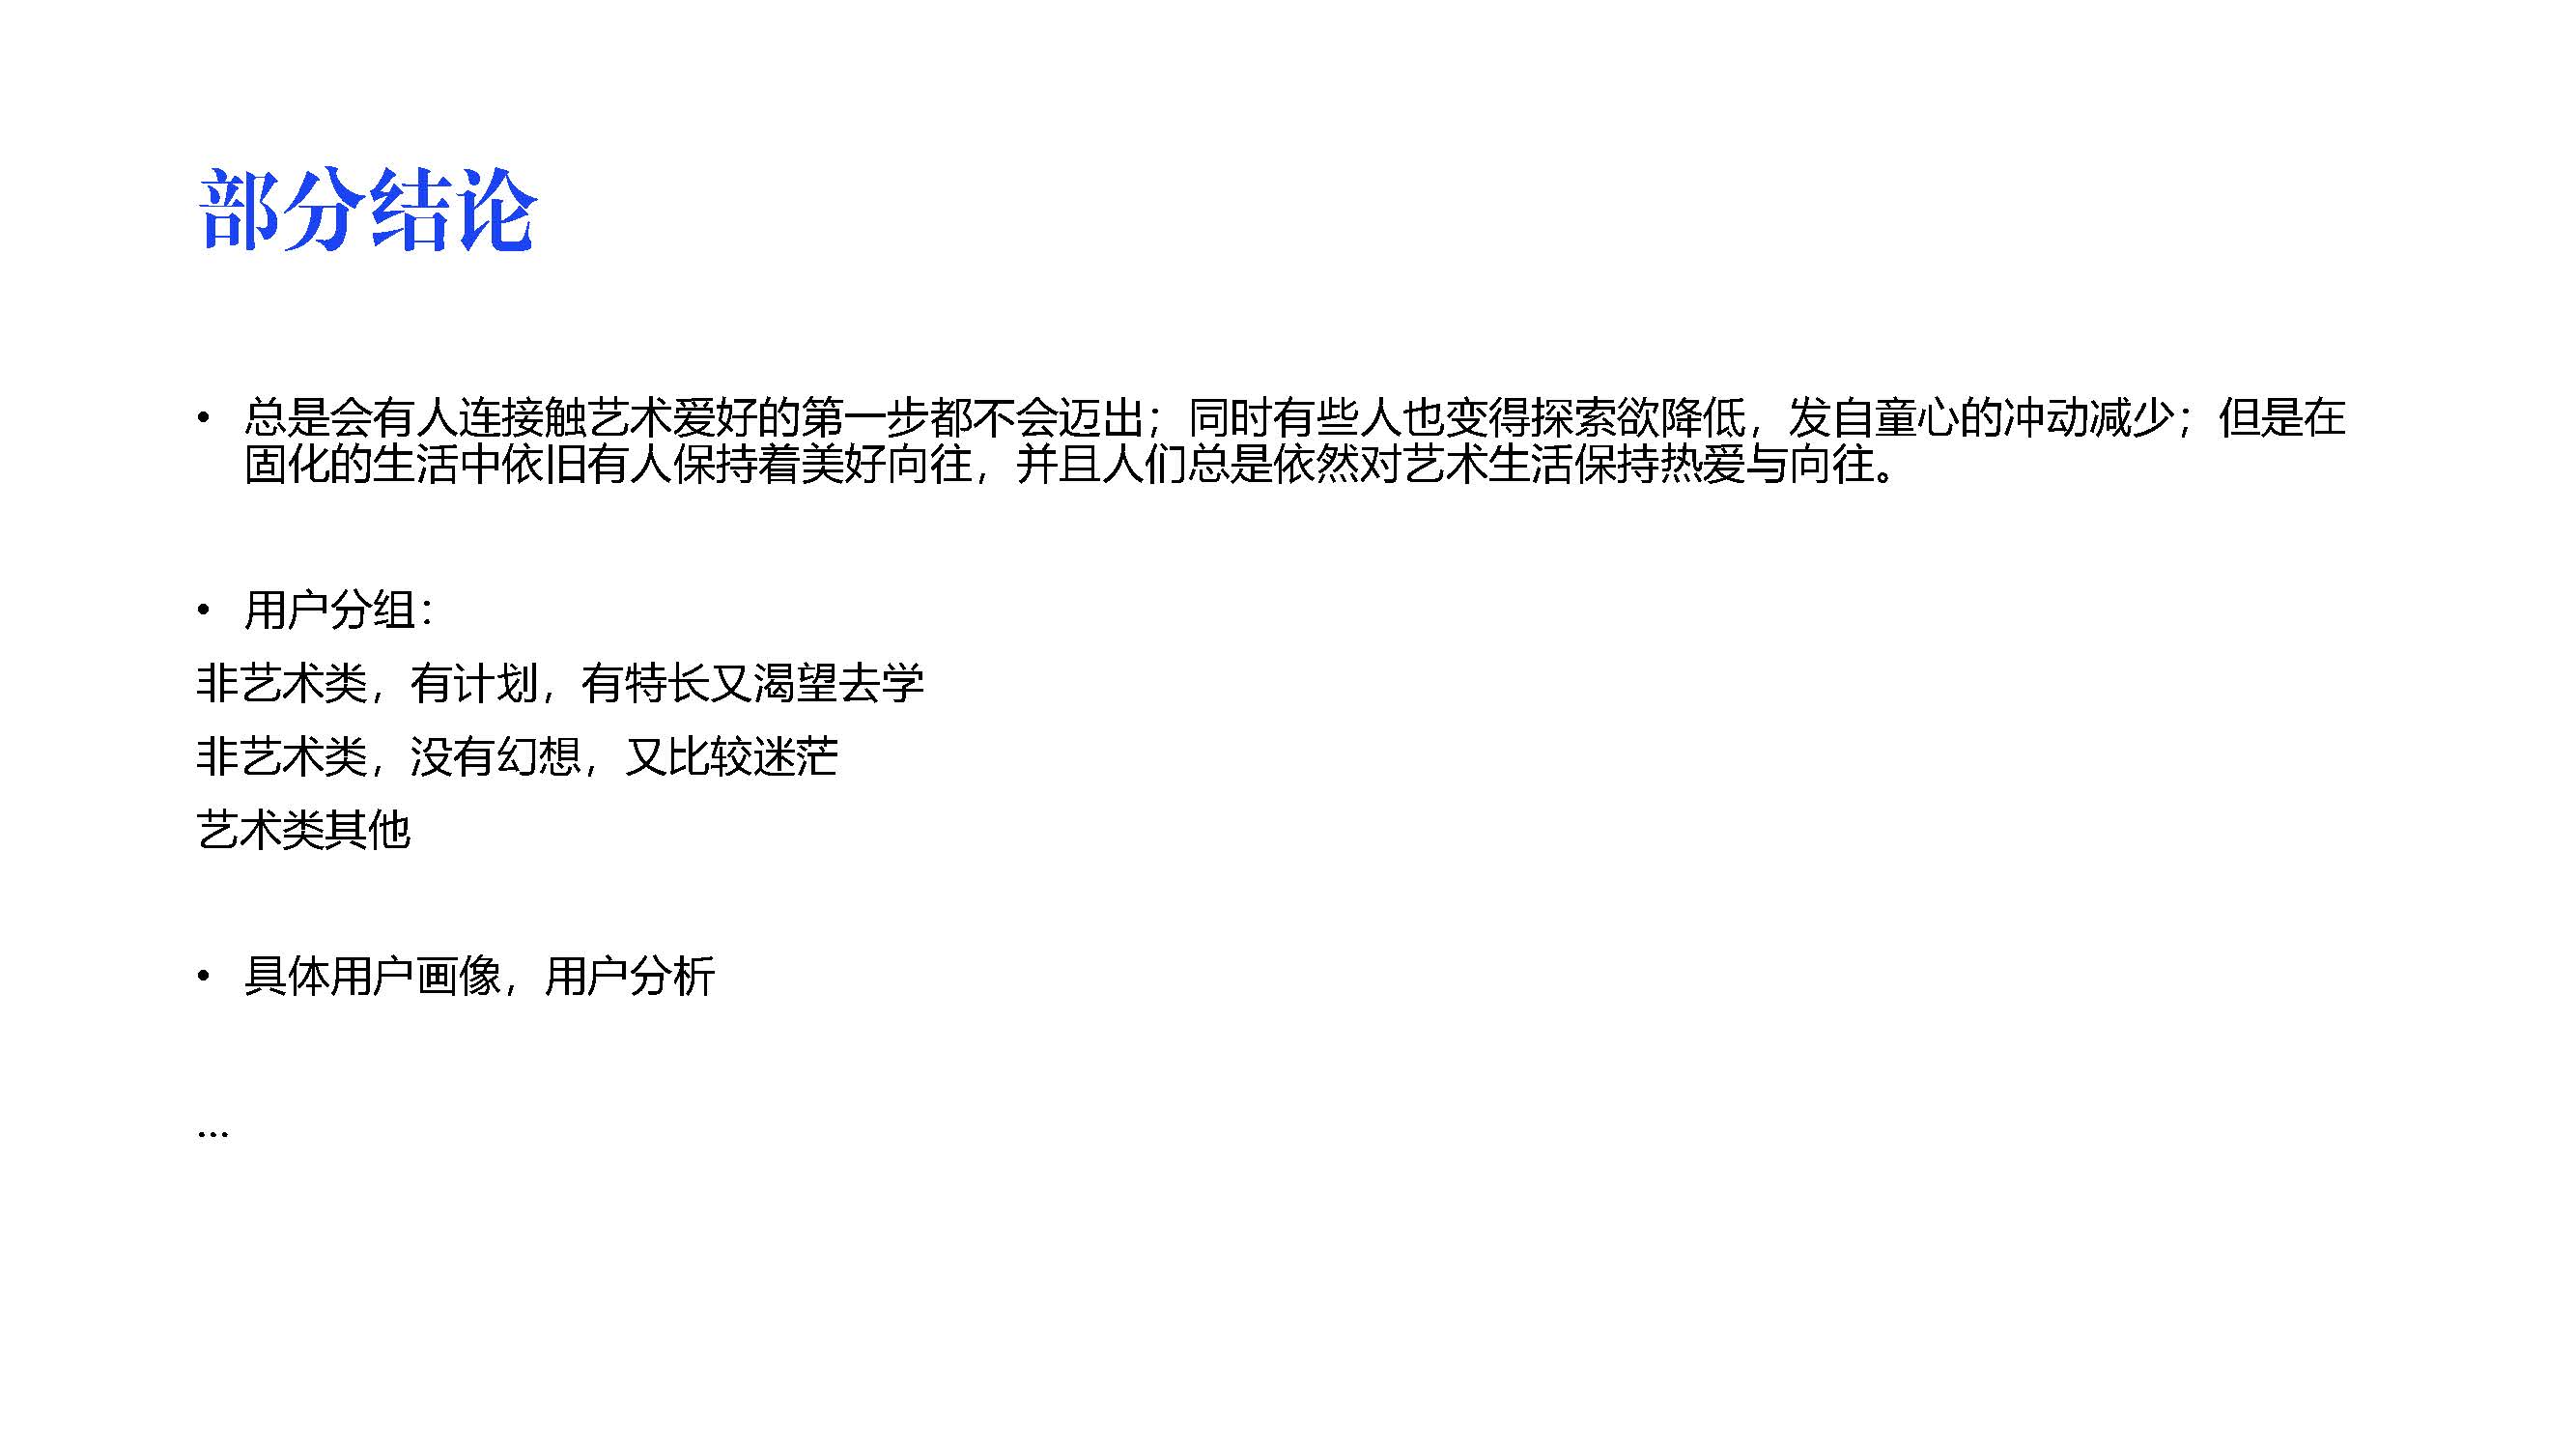 部分结论
• 总是会有人连接触艺术爱好的第一步都不会迈出；同时有些人也变得探索欲降低，发自童心的冲动减少；但是在
固化的生活中依旧有人保持着美好向往，并且人们总是依然对艺术生活保持热爱与向往。
• 用户分组：
非艺术类，有计划，有特长又渴望去学
非艺术类，没有幻想，又比较迷茫
艺术类其他
• 具体用户画像，用户分析
…